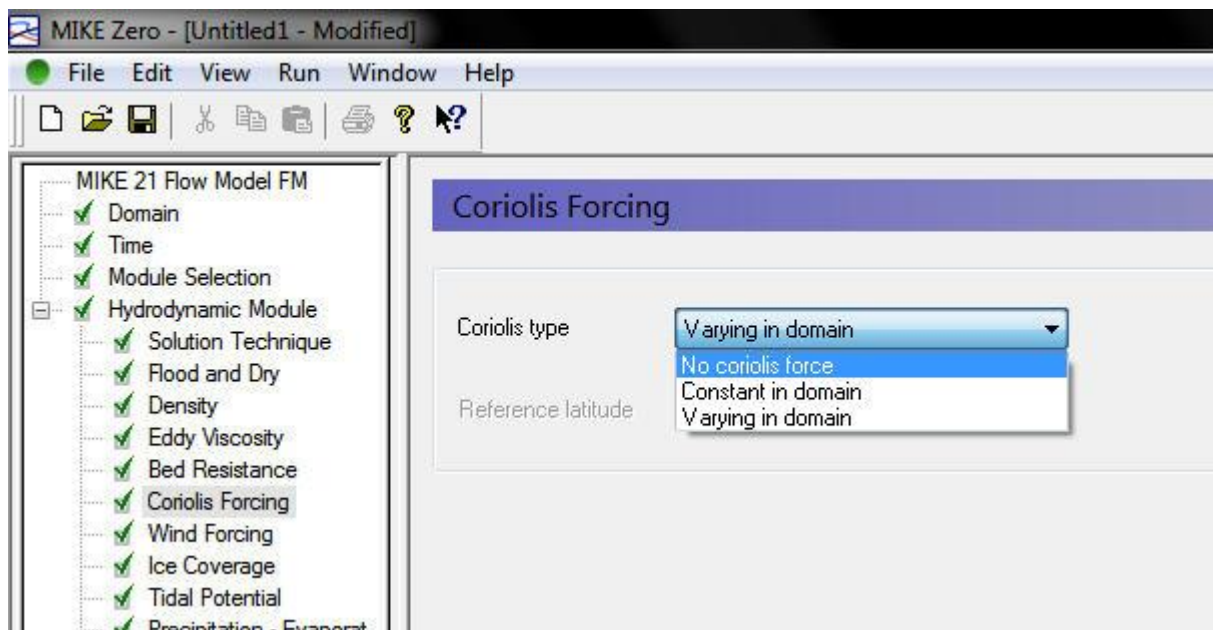 MIKE Zero - [Untitled1 - Modified]
File Edit View Run Window Help
MIKE 21 Flow Model FM
Domain
Time
Module Selection
Hydrodynamic Module
Solution Technique
Flood and Dry
Density
Eddy Viscosity
Bed Resistance
Coriolis Forcing
Wind Forcing
Ice Coverage
Tidal Potential
Precipitation - Evaporat
Coriolis Forcing
Coriolis type
Varying in domain
No coriolis force
Constant in domain
Varying in domain
Reference latitude